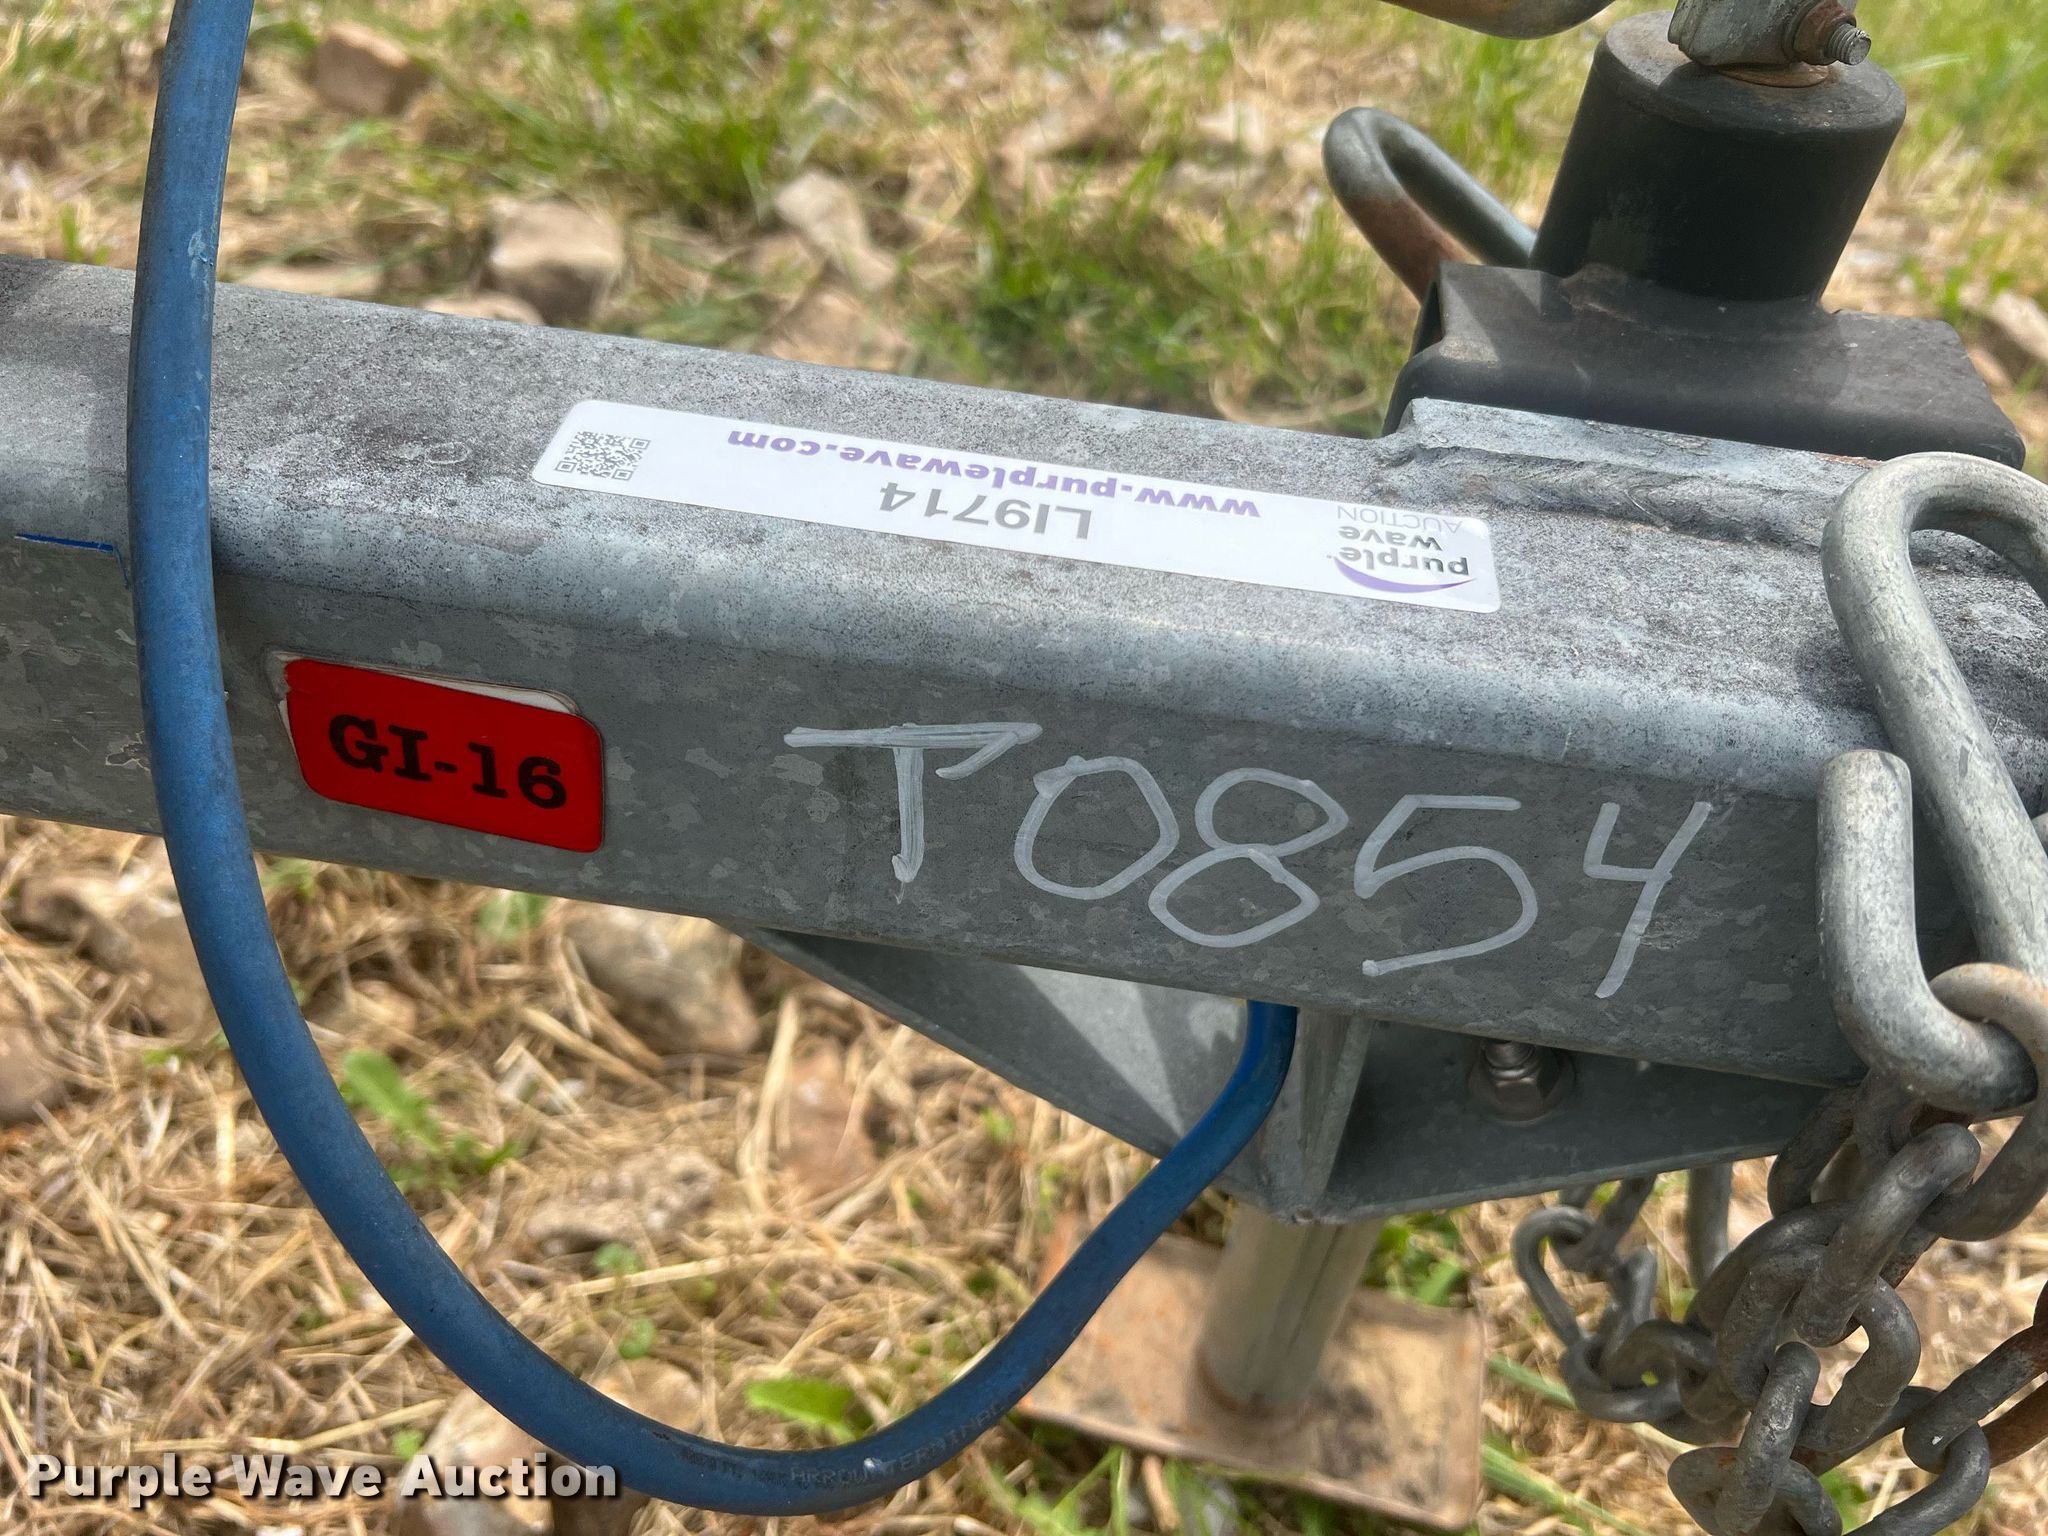 purple
wave
AUCTION
www.purplewave.com
LI9714
GI-16
T0854
Purple Wave Auction